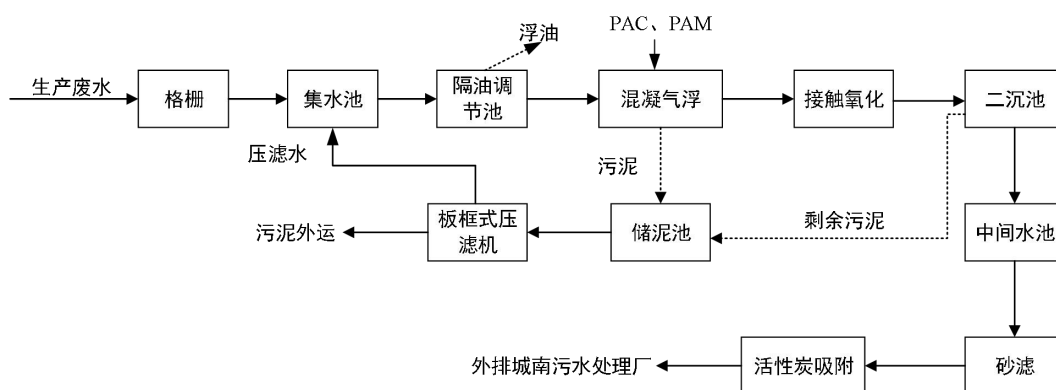 PAC、PAM
浮油
生产废水
格栅
集水池
隔油调
节池
混凝气浮
接触氧化
二沉池
压滤水
污泥
污泥外运
板框式压
滤机
储泥池
剩余污泥
中间水池
外排城南污水处理厂
活性炭吸附
砂滤